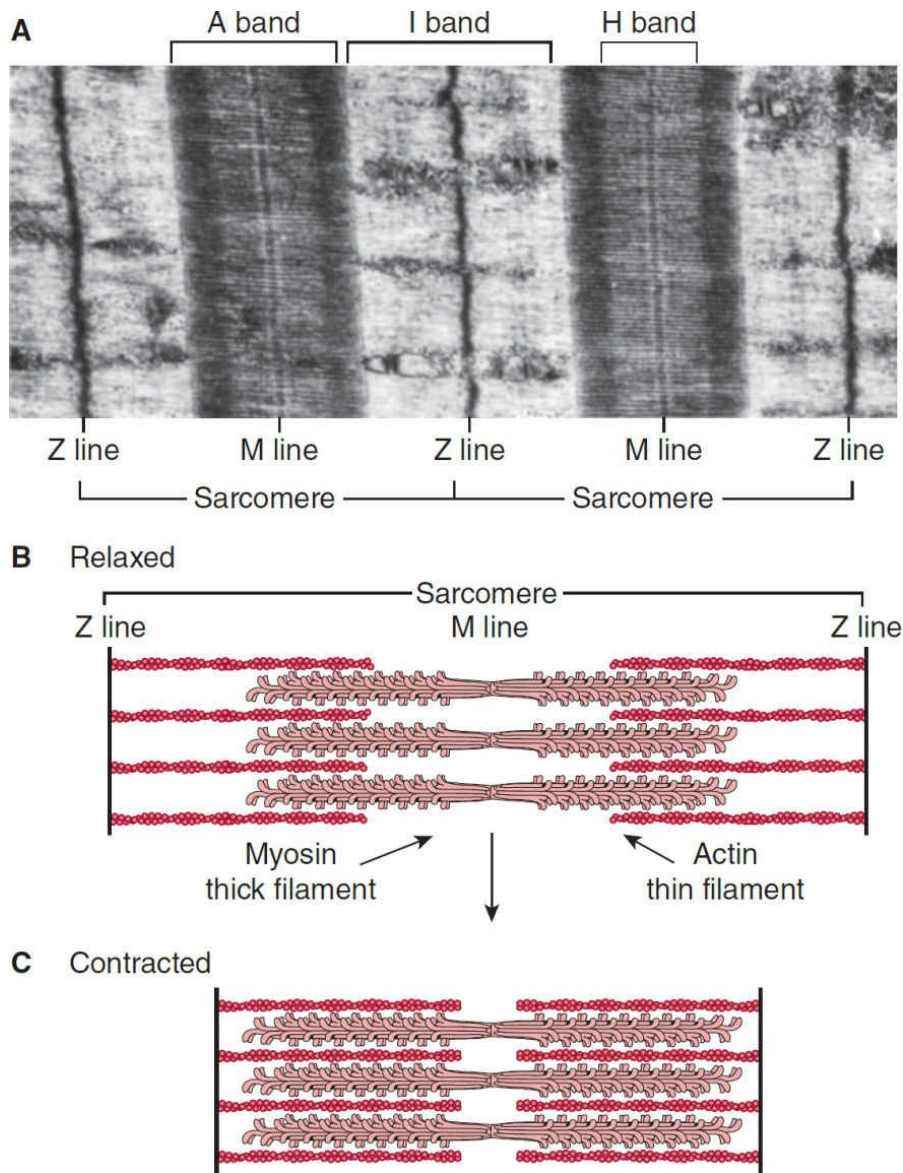 A
A band I band H band
Z line M line Z line M line Z line
Sarcomere Sarcomere
B Relaxed
Sarcomere
Z line M line Z line
Myosin thick filament
Actin thin filament
C Contracted